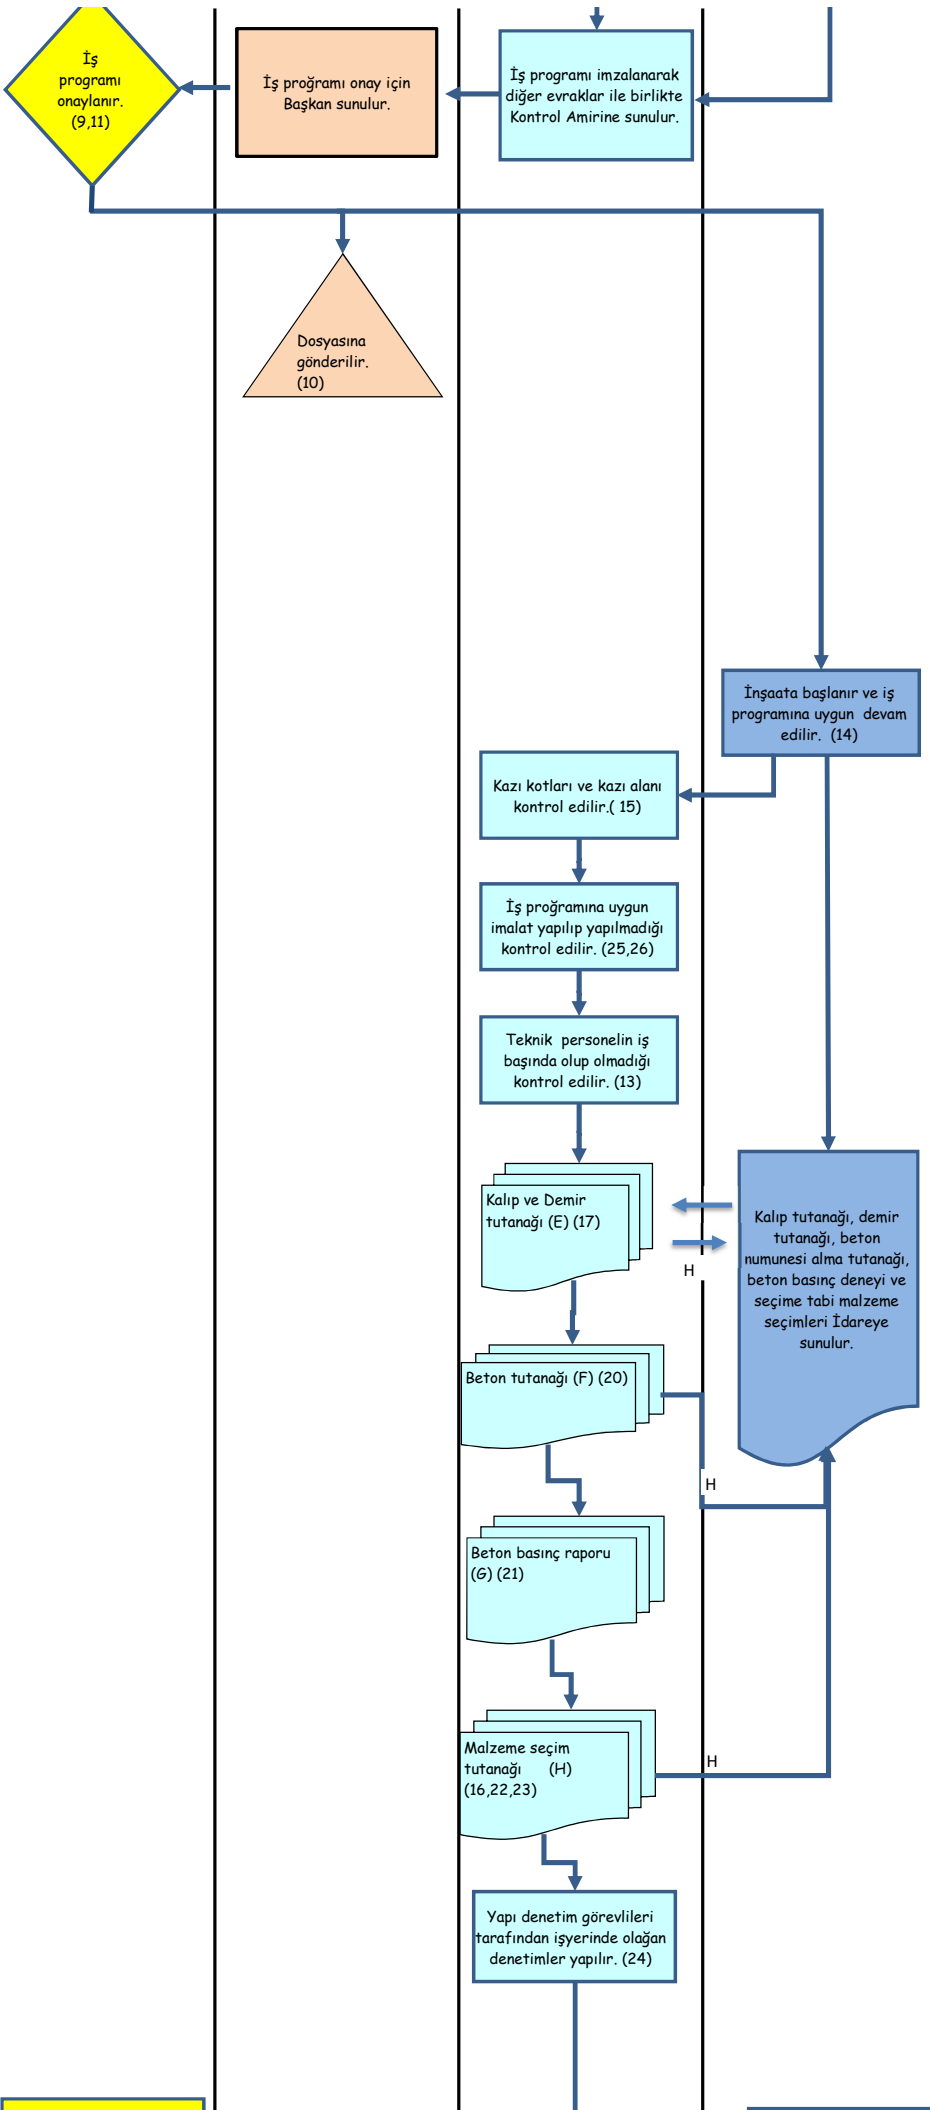 İş
programı
onaylanır.
(9,11)
İş proğramı onay için
Başkan sunulur.
İş programı imzalanarak
diğer evraklar ile birlikte
Kontrol Amirine sunulur.
Dosyasına
gönderilir.
(10)
İnşaata başlanır ve iş
programına uygun devam
edilir. (14)
Kazı kotları ve kazı alanı
kontrol edilir.( 15)
İş proğramına uygun
imalat yapılıp yapılmadığı
kontrol edilir. (25,26)
Teknik personelin iş
başında olup olmadığı
kontrol edilir. (13)
Kalıp ve Demir
tutanağı (E) (17)
H
Kalıp tutanağı, demir
tutanağı, beton
numunesi alma tutanağı,
beton basınç deneyi ve
seçime tabi malzeme
seçimleri İdareye
sunulur.
Beton tutanağı (F) (20)
H
Beton basınç raporu
(G) (21)
Malzeme seçim
tutanağı (H)
(16,22,23)
H
Yapı denetim görevlileri
tarafından işyerinde olağan
denetimler yapılır. (24)